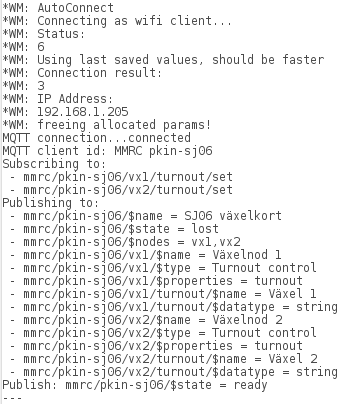 *WM: AutoConnect
*WM: Connecting as wifi client...
*WM: Status:
*WM: 6
*WM: Using last saved values, should be faster
*WM: Connection result:
*WM: 3
*WM: IP Address:
*WM: 192.168.1.205
*WM: freeing allocated params!
MQTT connection...connected
MQTT client id: MMRC pkin-sj06
Subscribing to:
 - mmrc/pkin-sj06/vx1/turnout/set
 - mmrc/pkin-sj06/vx2/turnout/set
Publishing to:
 - mmrc/pkin-sj06/$name = SJ06 växelkort
 - mmrc/pkin-sj06/$state = lost
 - mmrc/pkin-sj06/$nodes = vx1,vx2
 - mmrc/pkin-sj06/vx1/$name = Växelnod 1
 - mmrc/pkin-sj06/vx1/$type = Turnout control
 - mmrc/pkin-sj06/vx1/$properties = turnout
 - mmrc/pkin-sj06/vx1/turnout/$name = Växel 1
 - mmrc/pkin-sj06/vx1/turnout/$datatype = string
 - mmrc/pkin-sj06/vx2/$name = Växelnod 2
 - mmrc/pkin-sj06/vx2/$type = Turnout control
 - mmrc/pkin-sj06/vx2/$properties = turnout
 - mmrc/pkin-sj06/vx2/turnout/$name = Växel 2
 - mmrc/pkin-sj06/vx2/turnout/$datatype = string
Publish: mmrc/pkin-sj06/$state = ready
---